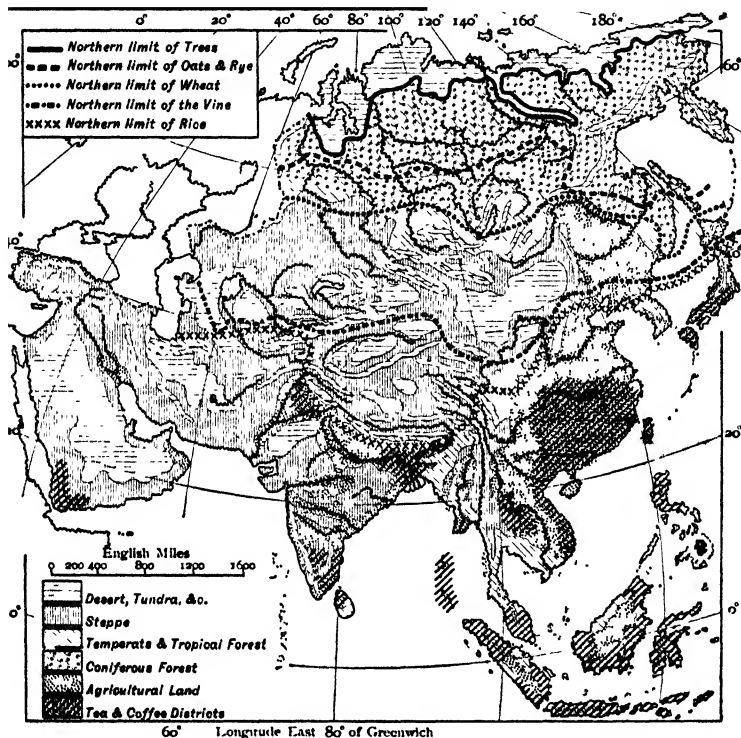 0° 20° 40° 60° 80° 100° 120° 140° 160° 180°
Northern limit of Trees
Northern limit of Oats & Rye
Northern limit of Wheat
Northern limit of the Vine
Northern limit of Rice
60°
20°
English Miles
0 200 400 800 1200 1600
Desert, Tundra, &c.
Steppe
Temperate & Tropical Forest
Coniferous Forest
Agricultural Land
Tea & Coffee Districts
0° 0°
60° Longitude East 80° of Greenwich